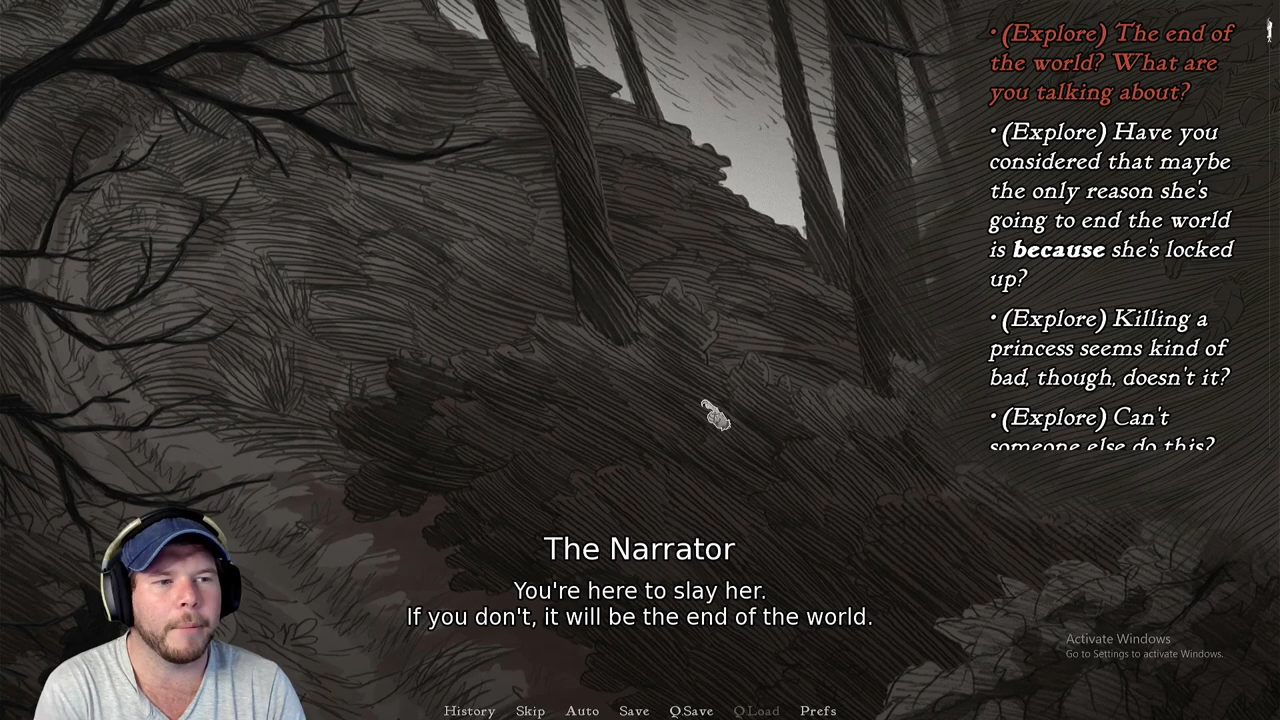 • (Explore) The end of
the world? What are
you talking about?
• (Explore) Have you
considered that maybe
the only reason she's
going to end the world
is because she's locked
up?
• (Explore) Killing a
princess seems kind of
bad, though, doesn't it?
• (Explore) Can't
someone else do this?
The Narrator
You're here to slay her.
If you don't, it will be the end of the world.
Activate Windows
Go to Settings to activate Windows.
History Skip Auto Save Q.Save Q.Load Prefs